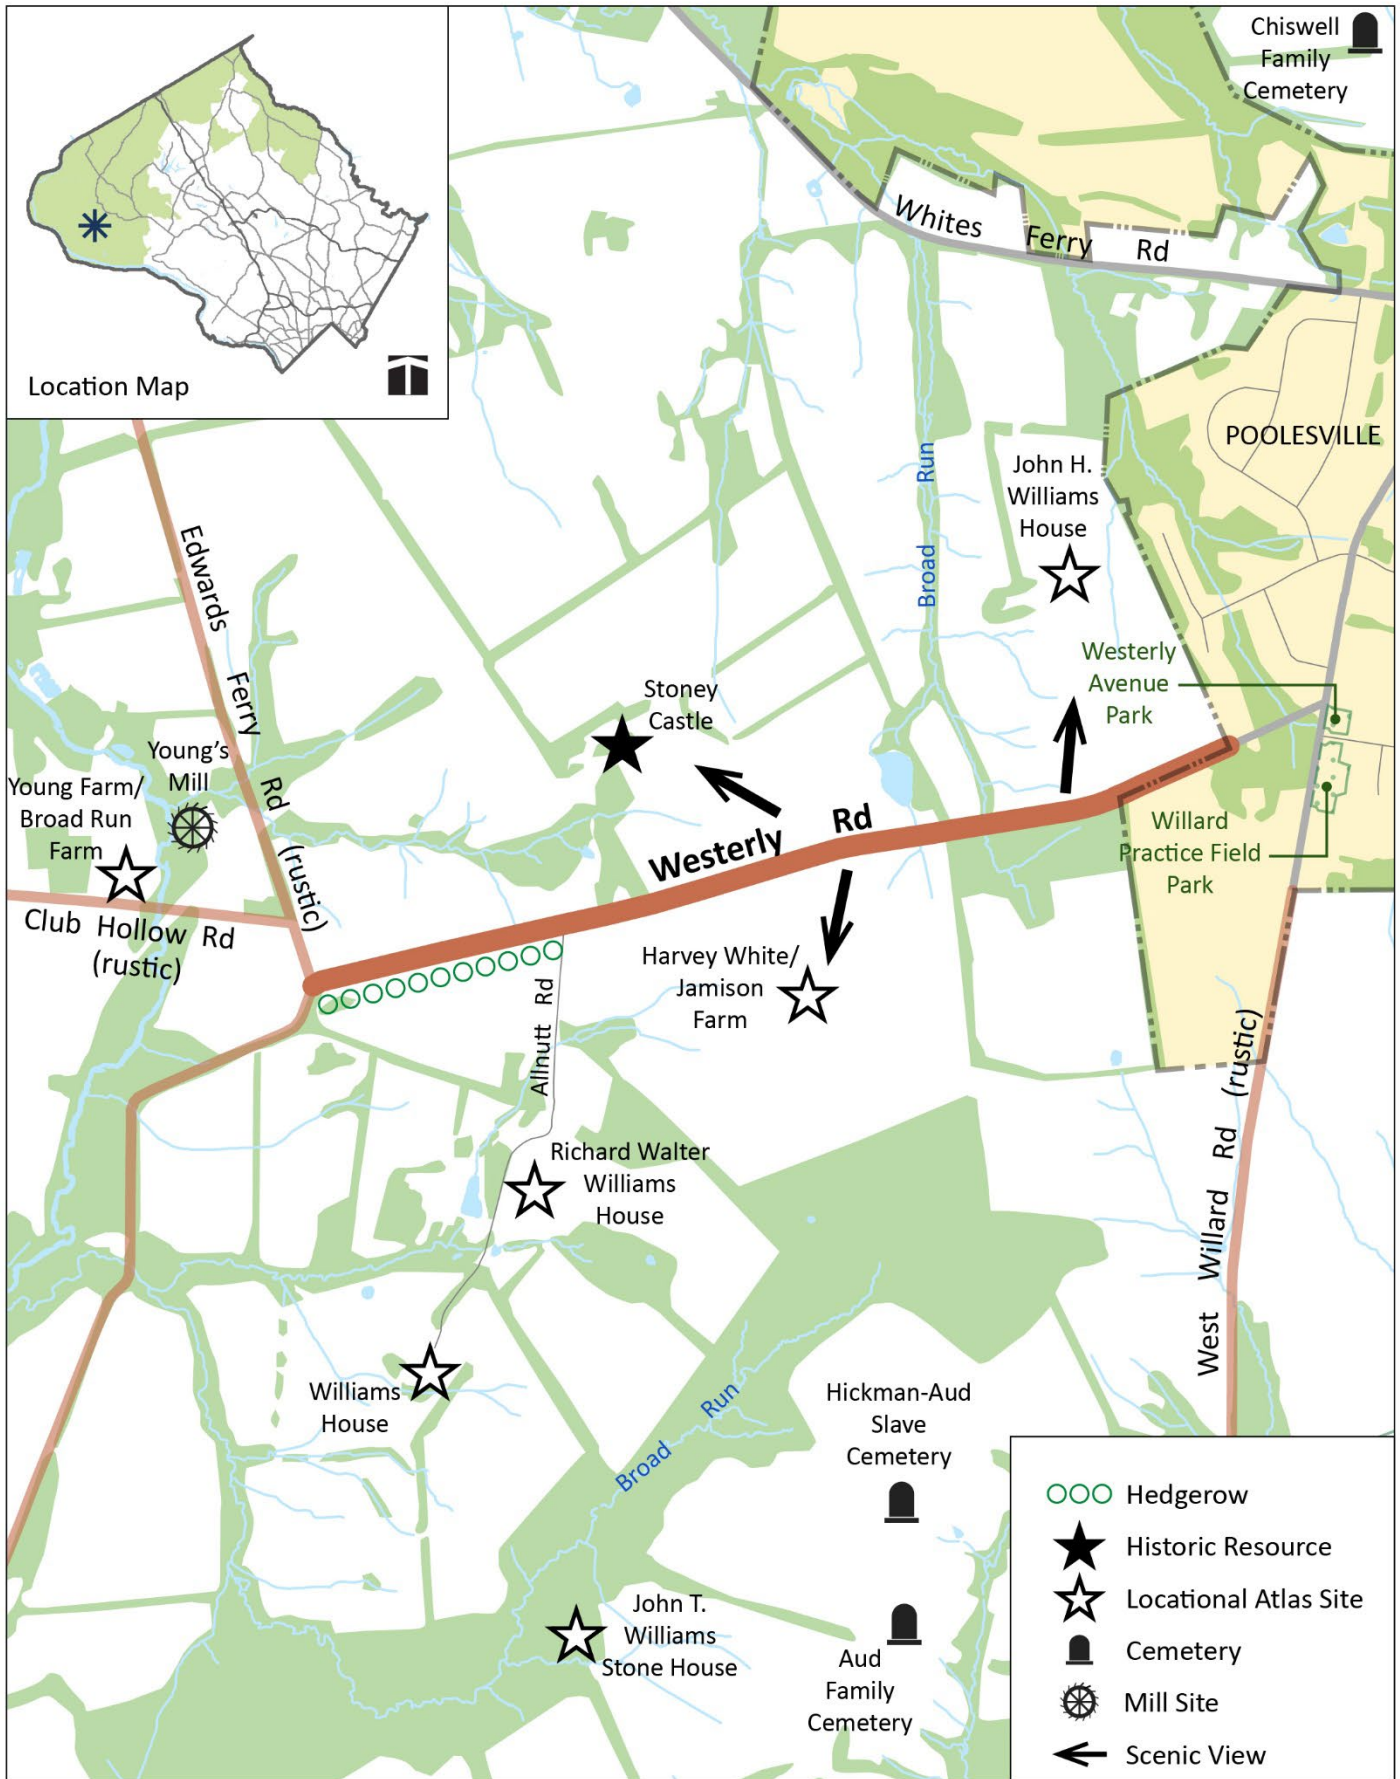 Location Map
Chiswell
Family
Cemetery
Whites Ferry Rd
POOLESVILLE
Broad Run
John H.
Williams
House
Westerly
Avenue
Park
Edwards Ferry Rd (rustic)
Stoney
Castle
Young's
Mill
Young Farm/
Broad Run
Farm
Westerly Rd
Willard
Practice Field
Park
Club Hollow Rd
(rustic)
Harvey White/
Jamison
Farm
Allnutt Rd
West Willard Rd (rustic)
Richard Walter
Williams
House
Williams
House
Broad Run
Hickman-Aud
Slave
Cemetery
John T.
Williams
Stone House
Aud
Family
Cemetery
Hedgerow
Historic Resource
Locational Atlas Site
Cemetery
Mill Site
Scenic View